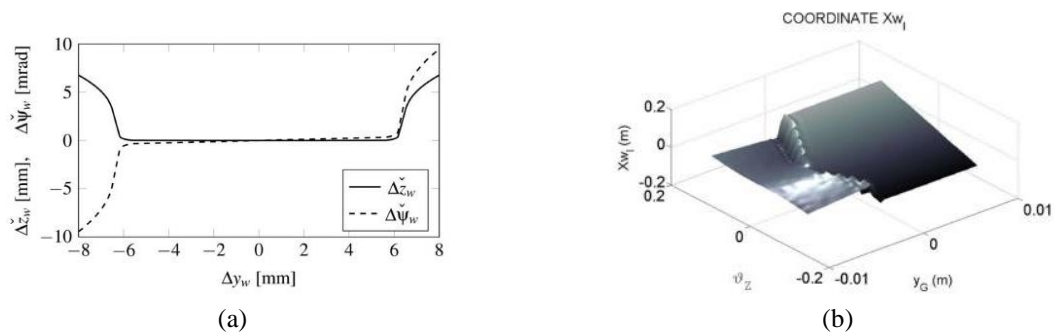 10
5
0
−5
−10
Δž_w [mm], Δψ̌_w [mrad]
Δž_w
Δψ̌_w
−8 −6 −4 −2 0 2 4 6 8
Δy_w [mm]
(a)
COORDINATE Xw_l
0.2
0
-0.2
Xw_l (m)
0.2
0
-0.2
ϑ_Z
-0.01
0
0.01
y_G (m)
(b)